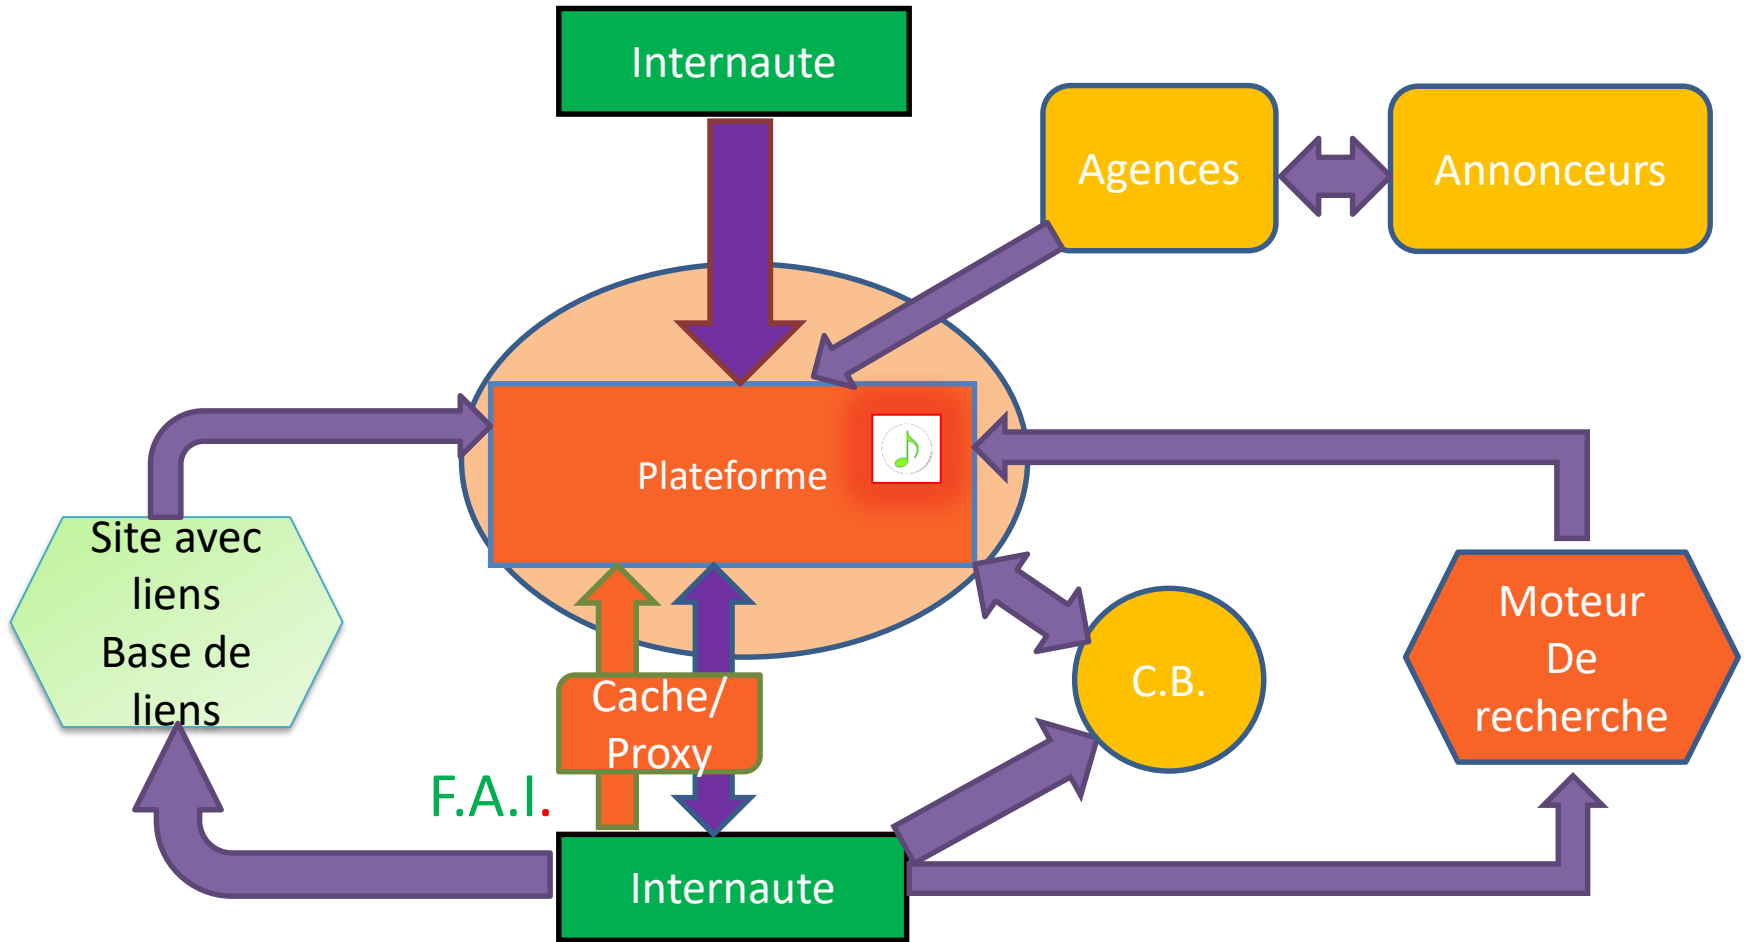 Internaute
Agences
Annonceurs
Plateforme
Site avec
liens
Base de
liens
Moteur
De
recherche
C.B.
Cache/
Proxy
F.A.I.
Internaute